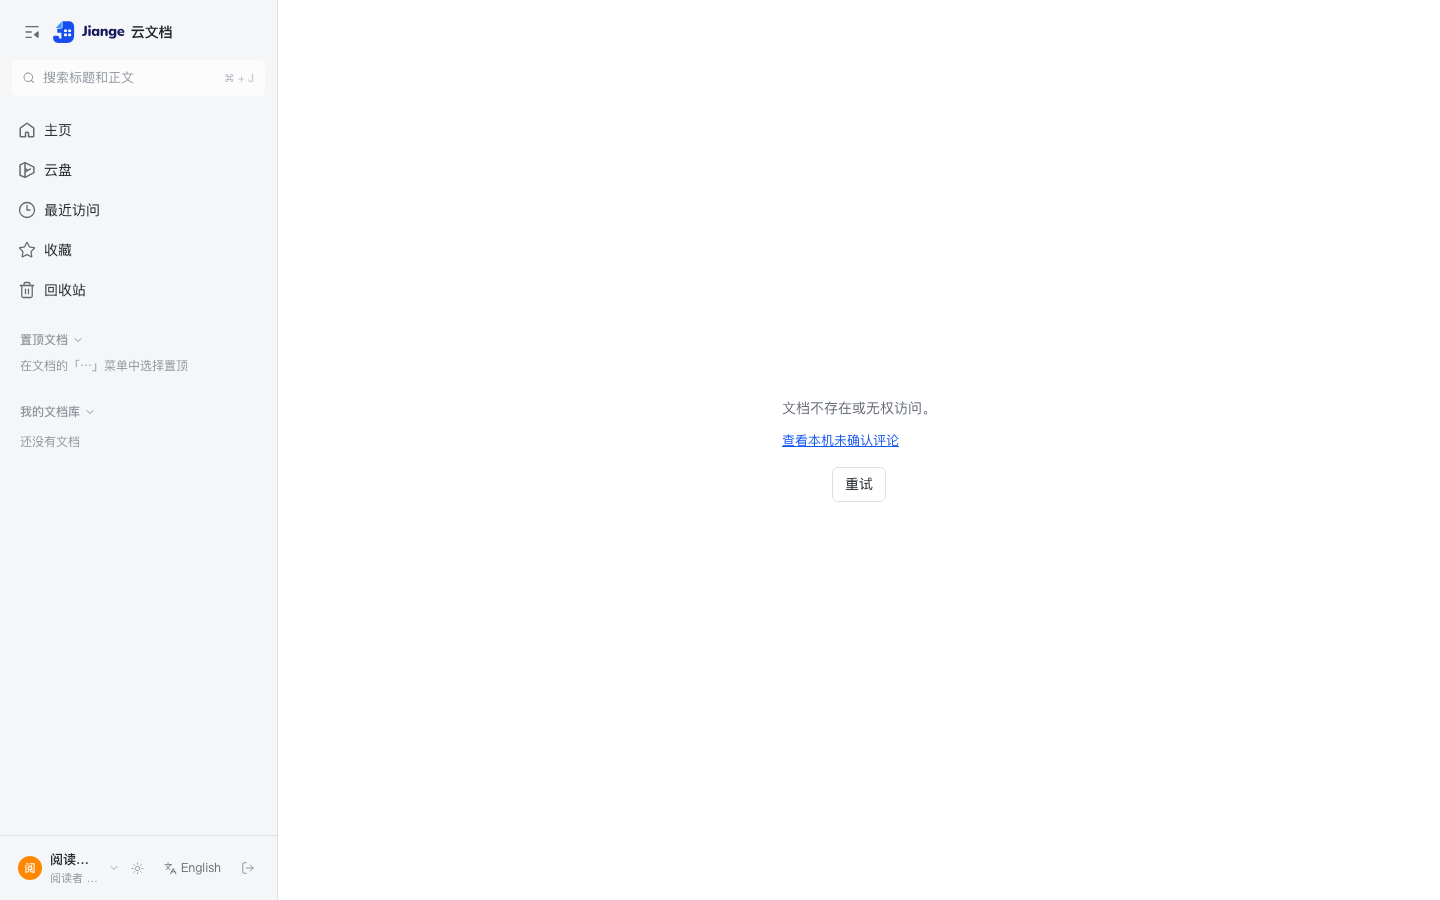 Jiange 云文档
搜索标题和正文 ⌘ + J
主页
云盘
最近访问
收藏
回收站
置顶文档
在文档的「…」菜单中选择置顶
我的文档库
还没有文档
文档不存在或无权访问。
查看本机未确认评论
重试
阅
阅读…
阅读者 …
English